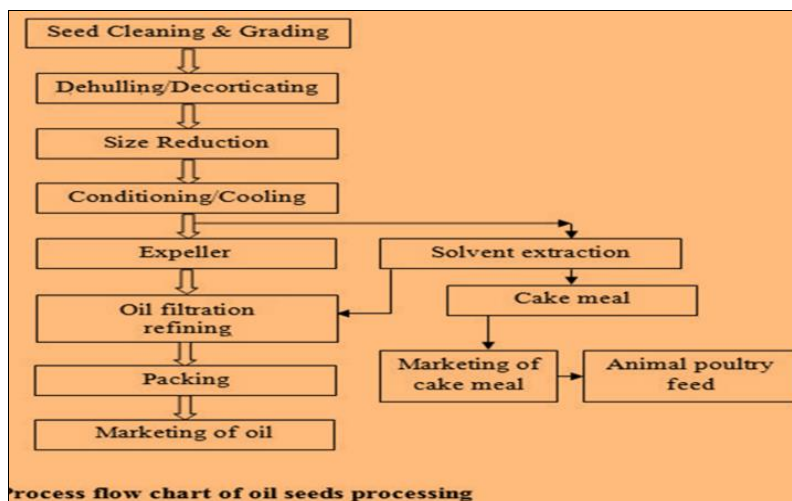 Seed Cleaning & Grading
Dehulling/Decorticating
Size Reduction
Conditioning/Cooling
Expeller
Solvent extraction
Oil filtration
refining
Cake meal
Packing
Marketing of
cake meal
Animal poultry
feed
Marketing of oil
Process flow chart of oil seeds processing